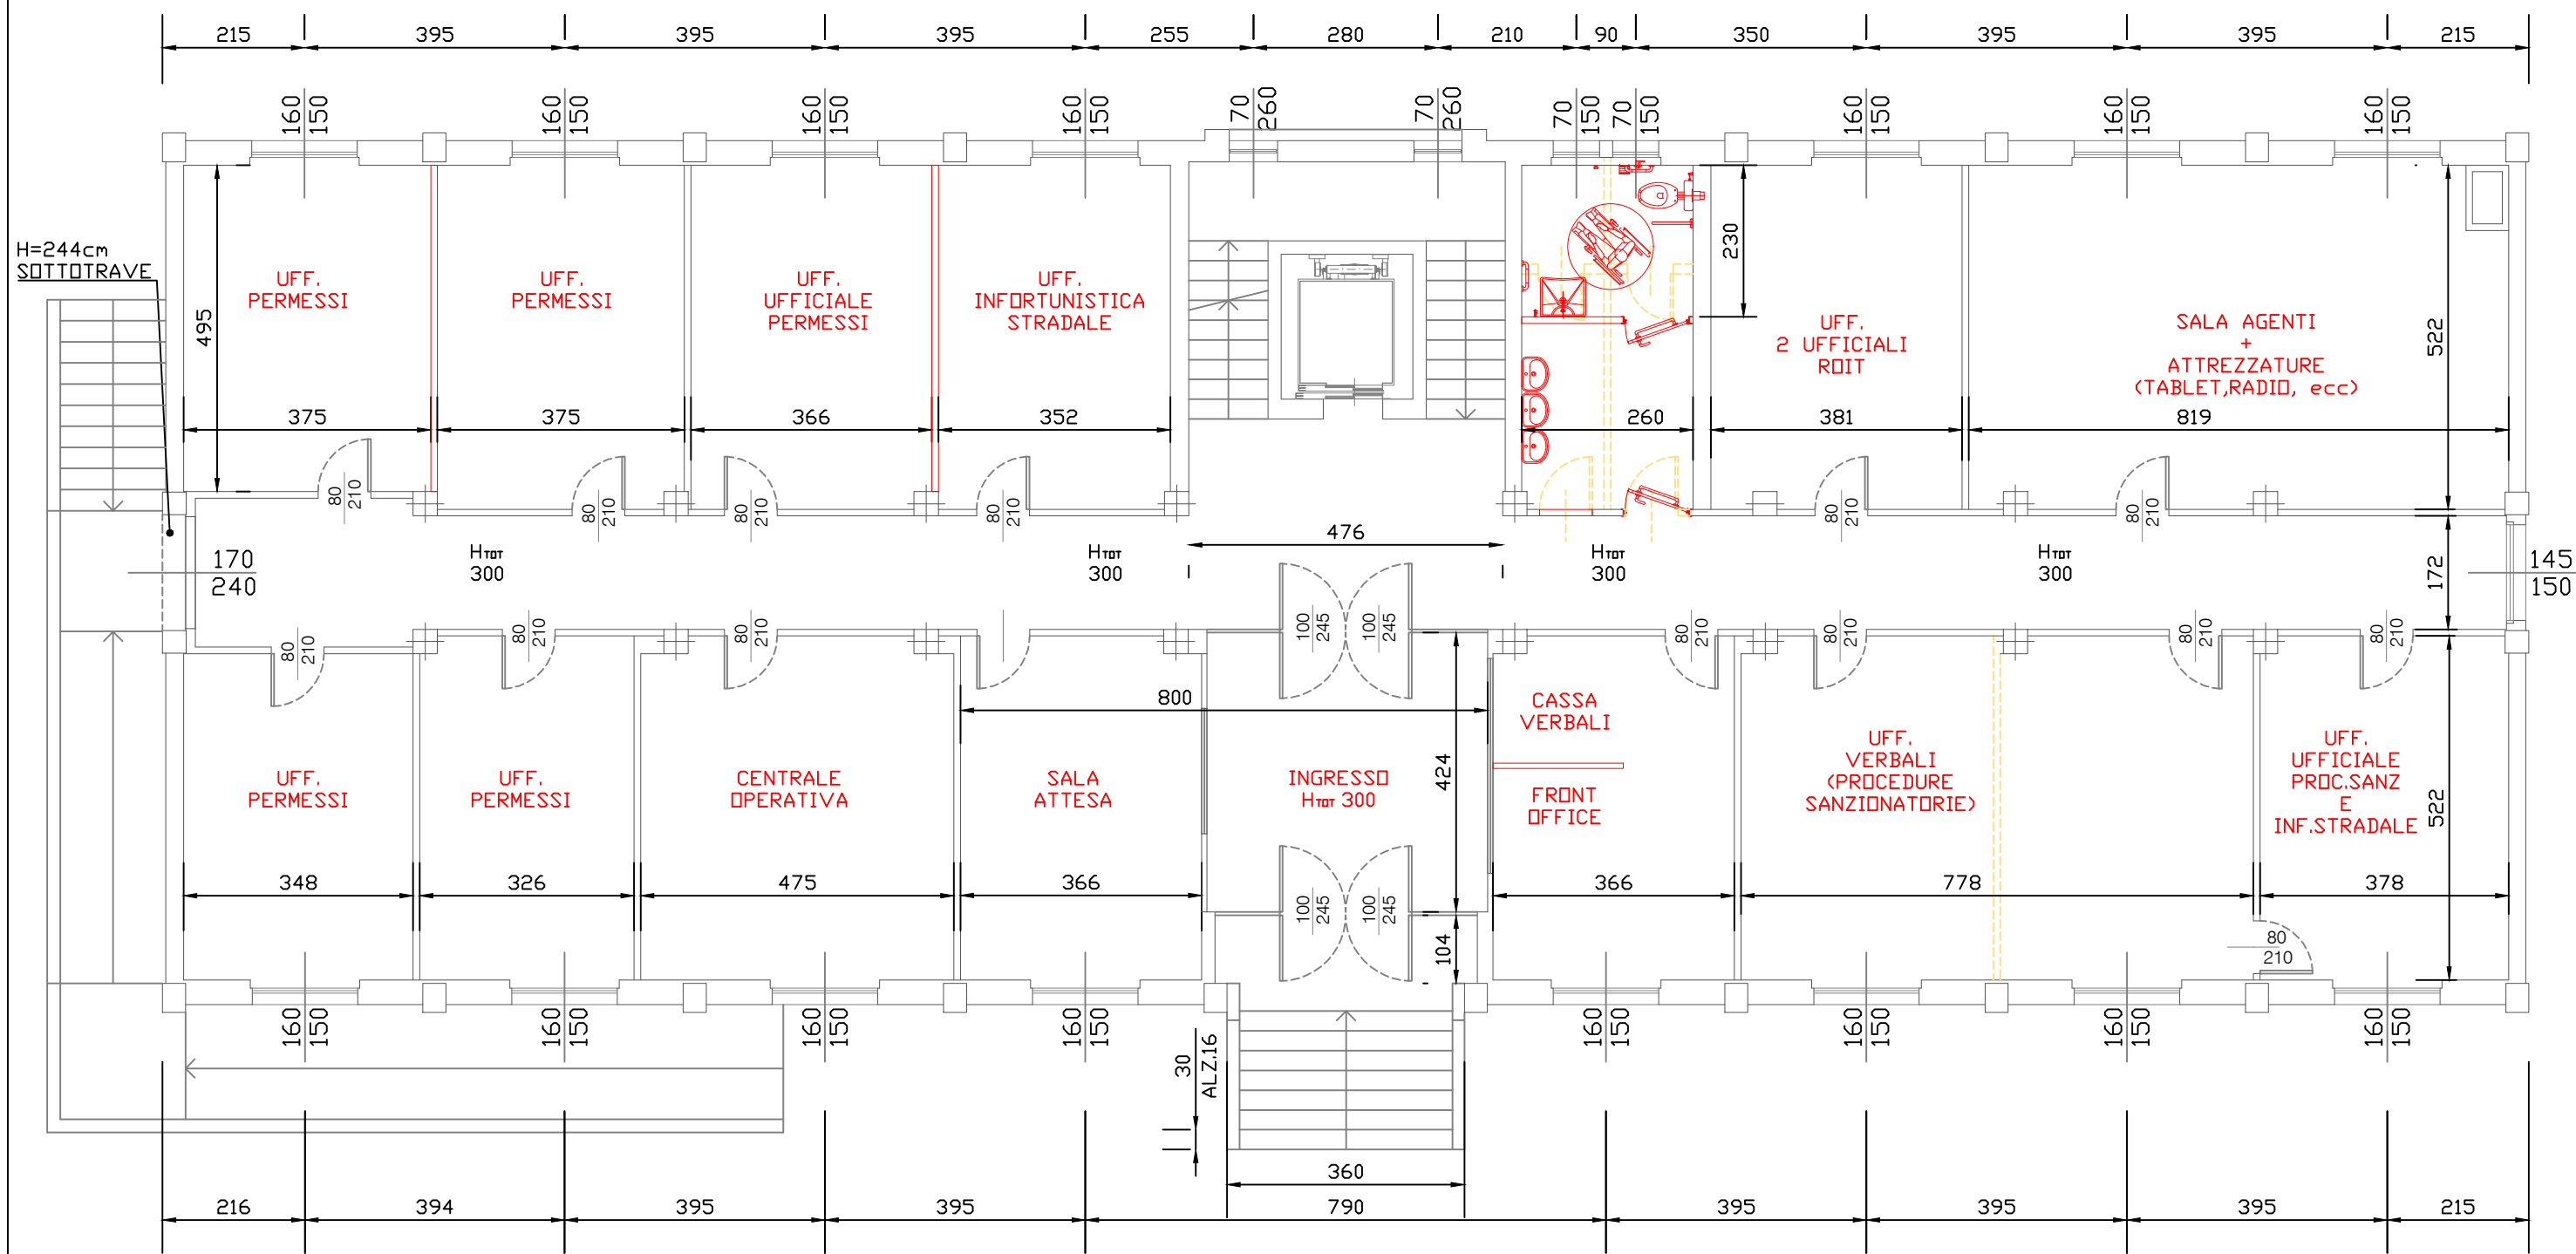 215 395 395 395 255 280 210 90 350 395 395 215
160 150 160 150 160 150 160 150 70 260 70 260 70 150 70 150 160 150 160 150 160 150
H=244cm
SOTTOTRAVE
495
UFF.
PERMESSI
UFF.
PERMESSI
UFF.
UFFICIALE
PERMESSI
UFF.
INFORTUNISTICA
STRADALE
230
UFF.
2 UFFICIALI
ROIT
SALA AGENTI
+
ATTREZZATURE
(TABLET,RADIO, ecc)
522
375 375 366 352 260 381 819
80 210 80 210 80 210 80 210 80 210 80 210
476
170
240
HTOT
300
HTOT
300
HTOT
300
HTOT
300
172
145
150
80 210 80 210 80 210 100 245 100 245 80 210 80 210 80 210 80 210
800
424
CASSA
VERBALI
UFF.
PERMESSI
UFF.
PERMESSI
CENTRALE
OPERATIVA
SALA
ATTESA
INGRESSO
HTOT 300
FRONT
OFFICE
UFF.
VERBALI
(PROCEDURE
SANZIONATORIE)
UFF.
UFFICIALE
PROC.SANZ
E
INF.STRADALE
522
348 326 475 366 366 778 378
100 245 100 245
104
80
210
160 150 160 150 160 150 160 150 160 150 160 150 160 150 160 150
30
ALZ.16
360
216 394 395 395 790 395 395 395 215